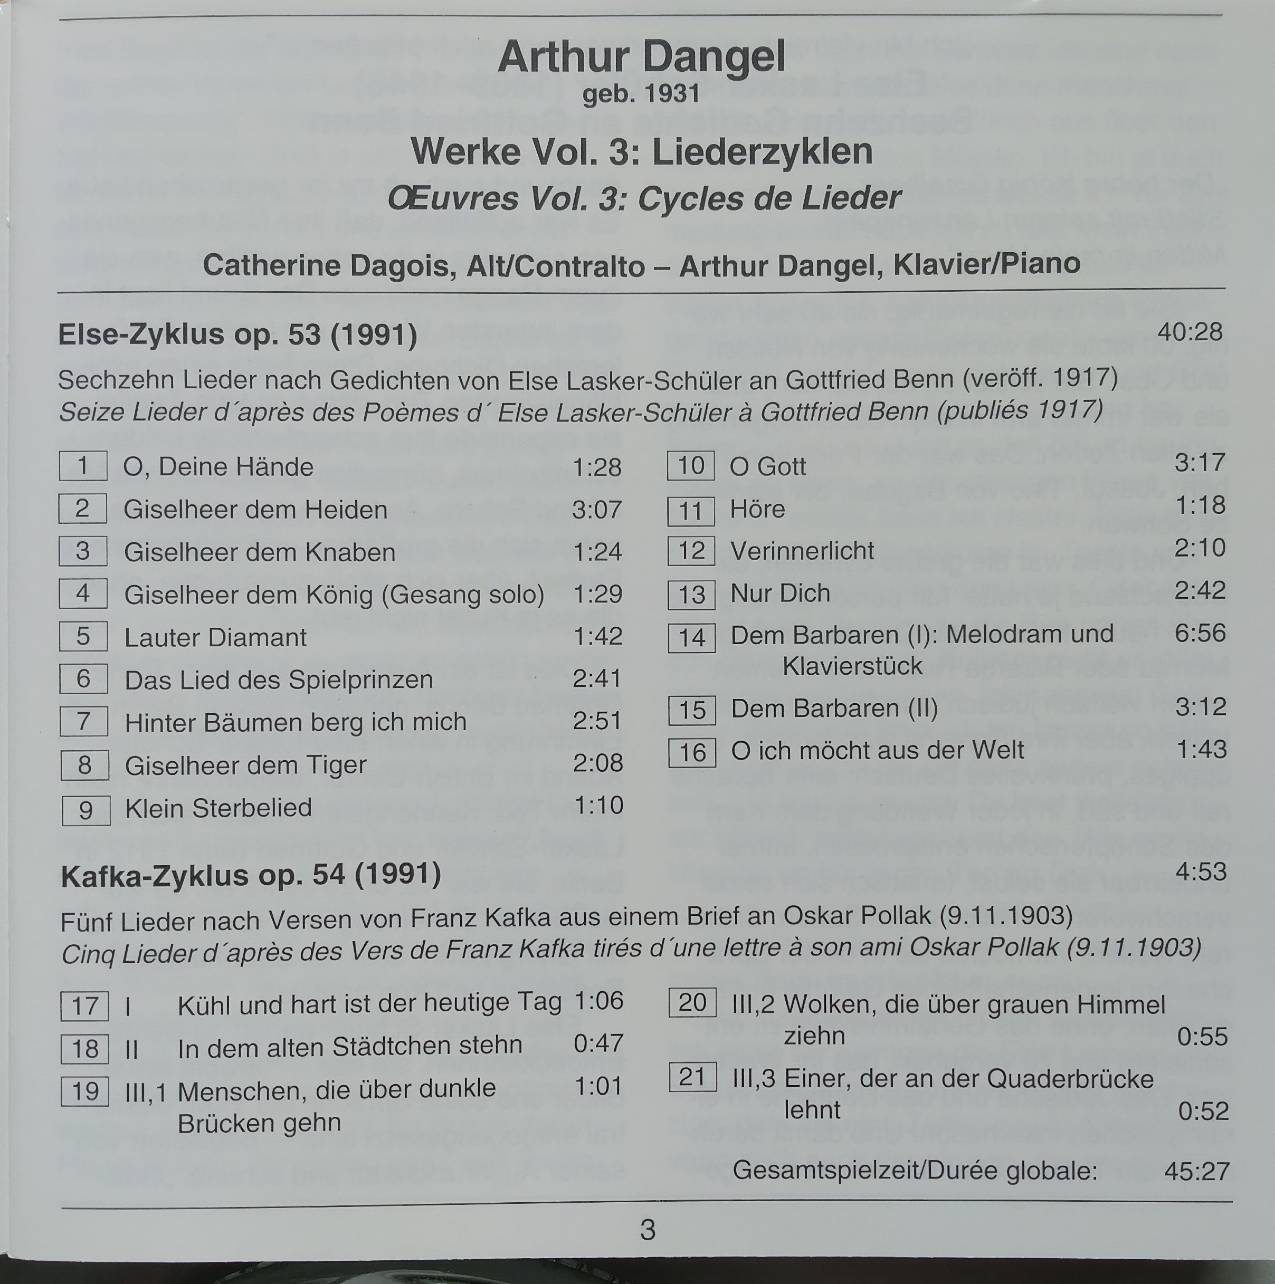 Arthur Dangel
geb. 1931
Werke Vol. 3: Liederzyklen
Œuvres Vol. 3: Cycles de Lieder
Catherine Dagois, Alt/Contralto – Arthur Dangel, Klavier/Piano
Else-Zyklus op. 53 (1991) 40:28
Sechzehn Lieder nach Gedichten von Else Lasker-Schüler an Gottfried Benn (veröff. 1917)
Seize Lieder d´après des Poèmes d´ Else Lasker-Schüler à Gottfried Benn (publiés 1917)
1 O, Deine Hände 1:28
2 Giselheer dem Heiden 3:07
3 Giselheer dem Knaben 1:24
4 Giselheer dem König (Gesang solo) 1:29
5 Lauter Diamant 1:42
6 Das Lied des Spielprinzen 2:41
7 Hinter Bäumen berg ich mich 2:51
8 Giselheer dem Tiger 2:08
9 Klein Sterbelied 1:10
10 O Gott 3:17
11 Höre 1:18
12 Verinnerlicht 2:10
13 Nur Dich 2:42
14 Dem Barbaren (I): Melodram und 6:56
Klavierstück
15 Dem Barbaren (II) 3:12
16 O ich möcht aus der Welt 1:43
Kafka-Zyklus op. 54 (1991) 4:53
Fünf Lieder nach Versen von Franz Kafka aus einem Brief an Oskar Pollak (9.11.1903)
Cinq Lieder d´après des Vers de Franz Kafka tirés d´une lettre à son ami Oskar Pollak (9.11.1903)
17 I Kühl und hart ist der heutige Tag 1:06
18 II In dem alten Städtchen stehn 0:47
19 III,1 Menschen, die über dunkle 1:01
Brücken gehn
20 III,2 Wolken, die über grauen Himmel
ziehn 0:55
21 III,3 Einer, der an der Quaderbrücke
lehnt 0:52
Gesamtspielzeit/Durée globale: 45:27
3